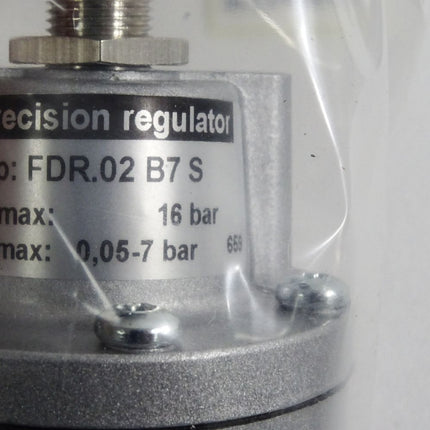 recision regulator
o: FDR.02 B7 S
max: 16 bar
max: 0,05-7 bar 659